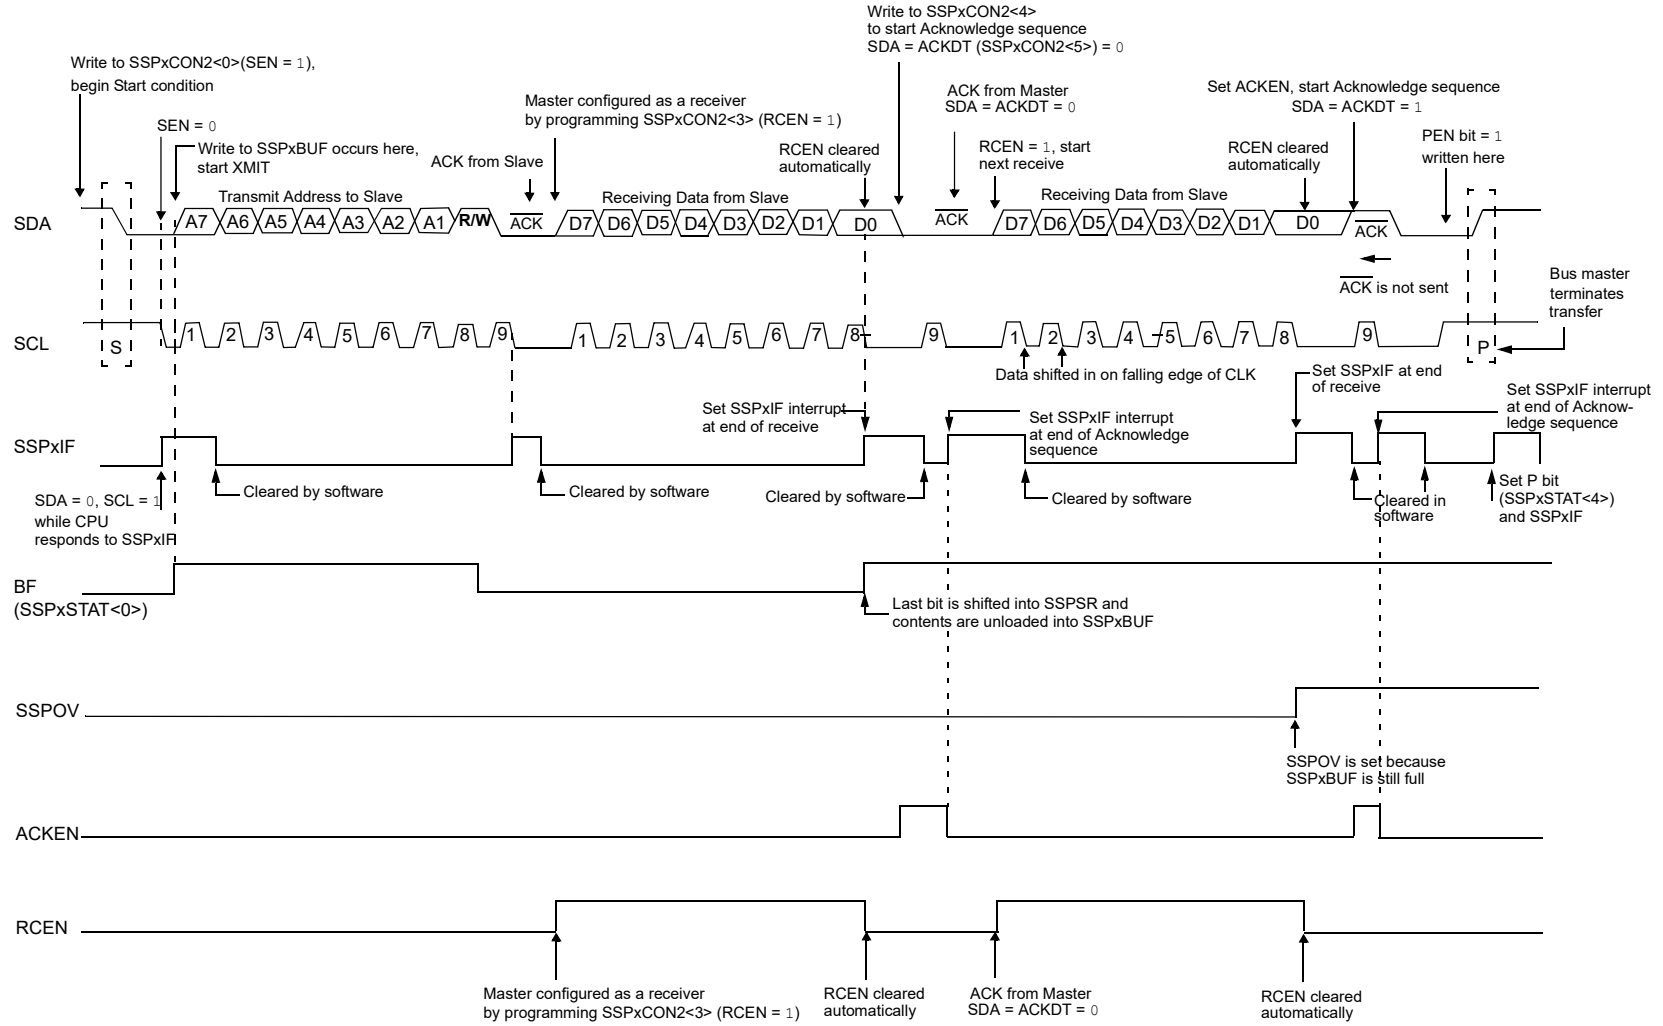 Write to SSPxCON2<4>
to start Acknowledge sequence
SDA = ACKDT (SSPxCON2<5>) = 0
Write to SSPxCON2<0>(SEN = 1),
begin Start condition
ACK from Master
SDA = ACKDT = 0
Set ACKEN, start Acknowledge sequence
SDA = ACKDT = 1
Master configured as a receiver
by programming SSPxCON2<3> (RCEN = 1)
SEN = 0
PEN bit = 1
written here
Write to SSPxBUF occurs here,
start XMIT
ACK from Slave
RCEN cleared
automatically
RCEN = 1, start
next receive
RCEN cleared
automatically
Transmit Address to Slave
Receiving Data from Slave
Receiving Data from Slave
SDA
A7 A6 A5 A4 A3 A2 A1 R/W ACK D7 D6 D5 D4 D3 D2 D1 D0 ACK D7 D6 D5 D4 D3 D2 D1 D0 ACK
ACK is not sent
Bus master
terminates
transfer
SCL
S 1 2 3 4 5 6 7 8 9 1 2 3 4 5 6 7 8 9 1 2 3 4 5 6 7 8 9 P
Data shifted in on falling edge of CLK
Set SSPxIF at end
of receive
Set SSPxIF interrupt
at end of receive
Set SSPxIF interrupt
at end of Acknowledge
sequence
Set SSPxIF interrupt
at end of Acknow-
ledge sequence
SSPxIF
Cleared by software
Cleared by software
Cleared by software
Cleared by software
Cleared in
software
Set P bit
(SSPxSTAT<4>)
and SSPxIF
SDA = 0, SCL = 1
while CPU
responds to SSPxIF
BF
(SSPxSTAT<0>)
Last bit is shifted into SSPSR and
contents are unloaded into SSPxBUF
SSPOV
SSPOV is set because
SSPxBUF is still full
ACKEN
RCEN
Master configured as a receiver
by programming SSPxCON2<3> (RCEN = 1)
RCEN cleared
automatically
ACK from Master
SDA = ACKDT = 0
RCEN cleared
automatically